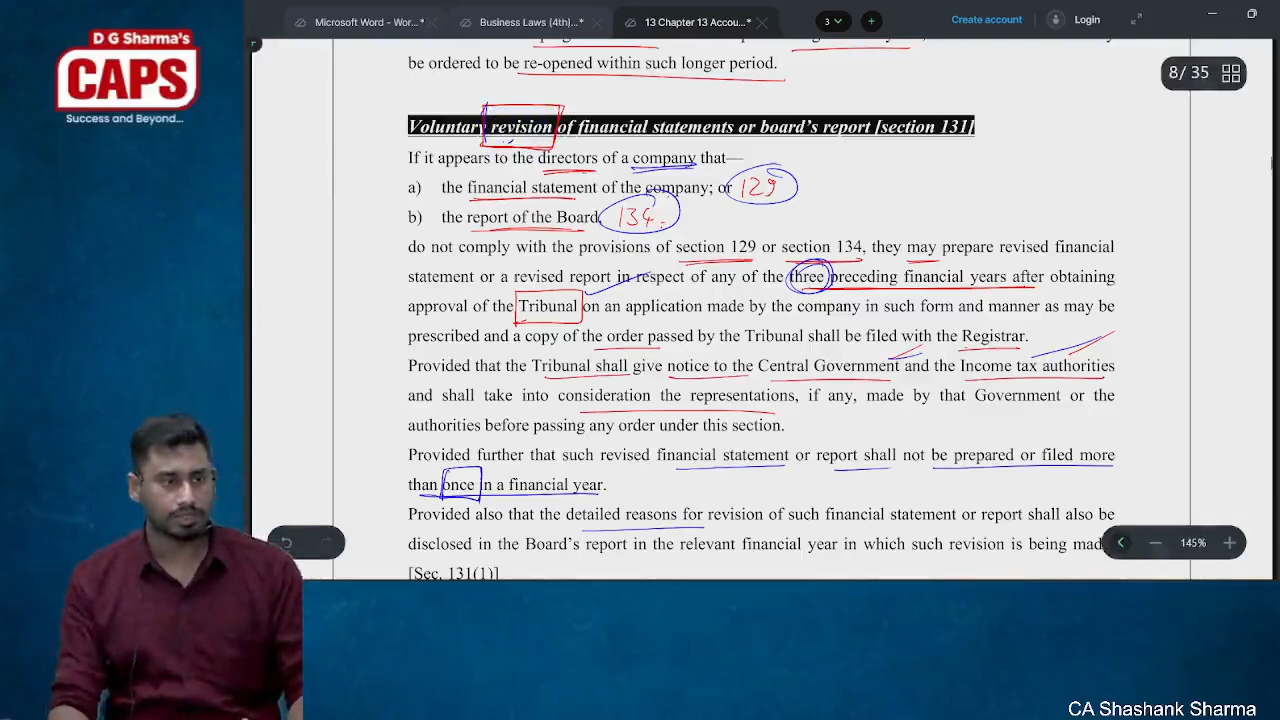 Microsoft Word - Wor...*
Business Laws (4th)...*
13 Chapter 13 Accou...*
3
Create account
Login
D G Sharma's
CAPS
Success and Beyond...
be ordered to be re-opened within such longer period.
8 / 35
Voluntary revision of financial statements or board's report [section 131]
If it appears to the directors of a company that—
a) the financial statement of the company; or 129
b) the report of the Board, 134
do not comply with the provisions of section 129 or section 134, they may prepare revised financial
statement or a revised report in respect of any of the three preceding financial years after obtaining
approval of the Tribunal on an application made by the company in such form and manner as may be
prescribed and a copy of the order passed by the Tribunal shall be filed with the Registrar.
Provided that the Tribunal shall give notice to the Central Government and the Income tax authorities
and shall take into consideration the representations, if any, made by that Government or the
authorities before passing any order under this section.
Provided further that such revised financial statement or report shall not be prepared or filed more
than once in a financial year.
Provided also that the detailed reasons for revision of such financial statement or report shall also be
disclosed in the Board's report in the relevant financial year in which such revision is being mad
145%
[Sec. 131(1)]
CA Shashank Sharma